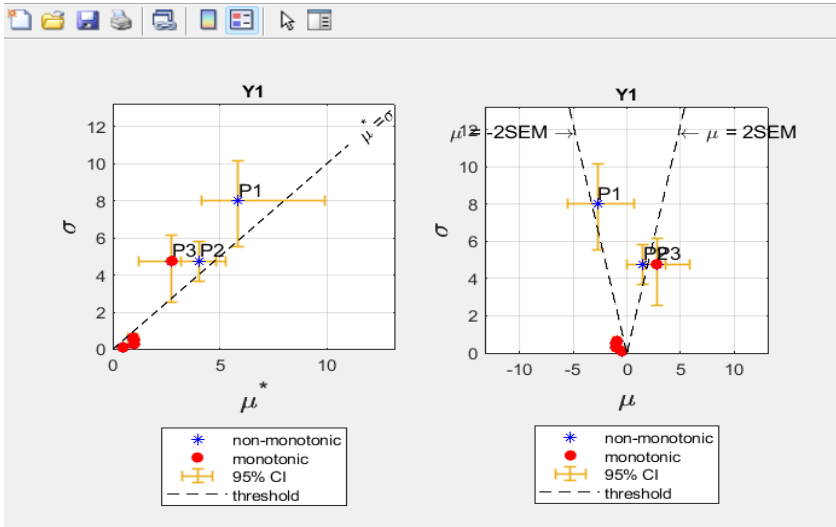 Y1
12
10
8
6
4
2
0
0
5
10
σ
μ*
μ*=σ
P1
P3
P2
non-monotonic
monotonic
95% CI
threshold
Y1
12
10
8
6
4
2
0
-10
-5
0
5
10
σ
μ
μ = -2SEM →
← μ = 2SEM
P1
P2
P3
non-monotonic
monotonic
95% CI
threshold